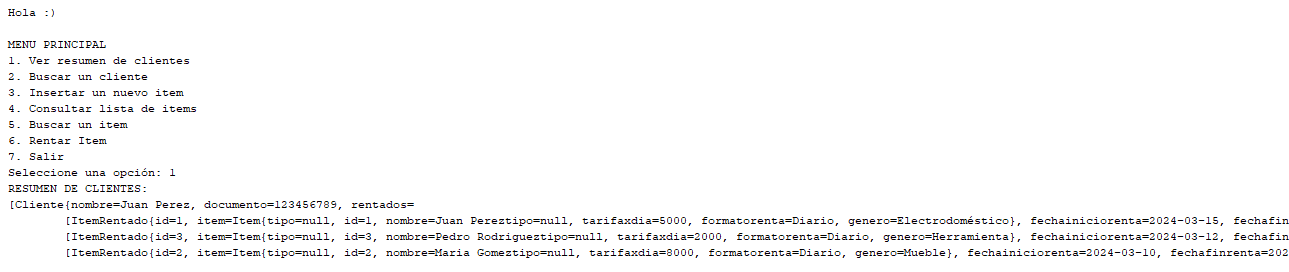 Hola :)
MENU PRINCIPAL
1. Ver resumen de clientes
2. Buscar un cliente
3. Insertar un nuevo item
4. Consultar lista de items
5. Buscar un item
6. Rentar Item
7. Salir
Seleccione una opción: 1
RESUMEN DE CLIENTES:
[Cliente{nombre=Juan Perez, documento=123456789, rentados=
[ItemRentado{id=1, item=Item{tipo=null, id=1, nombre=Juan Pereztipo=null, tarifaxdia=5000, formatorenta=Diario, genero=Electrodoméstico}, fechainiciorenta=2024-03-15, fechafin
[ItemRentado{id=3, item=Item{tipo=null, id=3, nombre=Pedro Rodrigueztipo=null, tarifaxdia=2000, formatorenta=Diario, genero=Herramienta}, fechainiciorenta=2024-03-12, fechafin
[ItemRentado{id=2, item=Item{tipo=null, id=2, nombre=Maria Gomeztipo=null, tarifaxdia=8000, formatorenta=Diario, genero=Mueble}, fechainiciorenta=2024-03-10, fechafinrenta=202